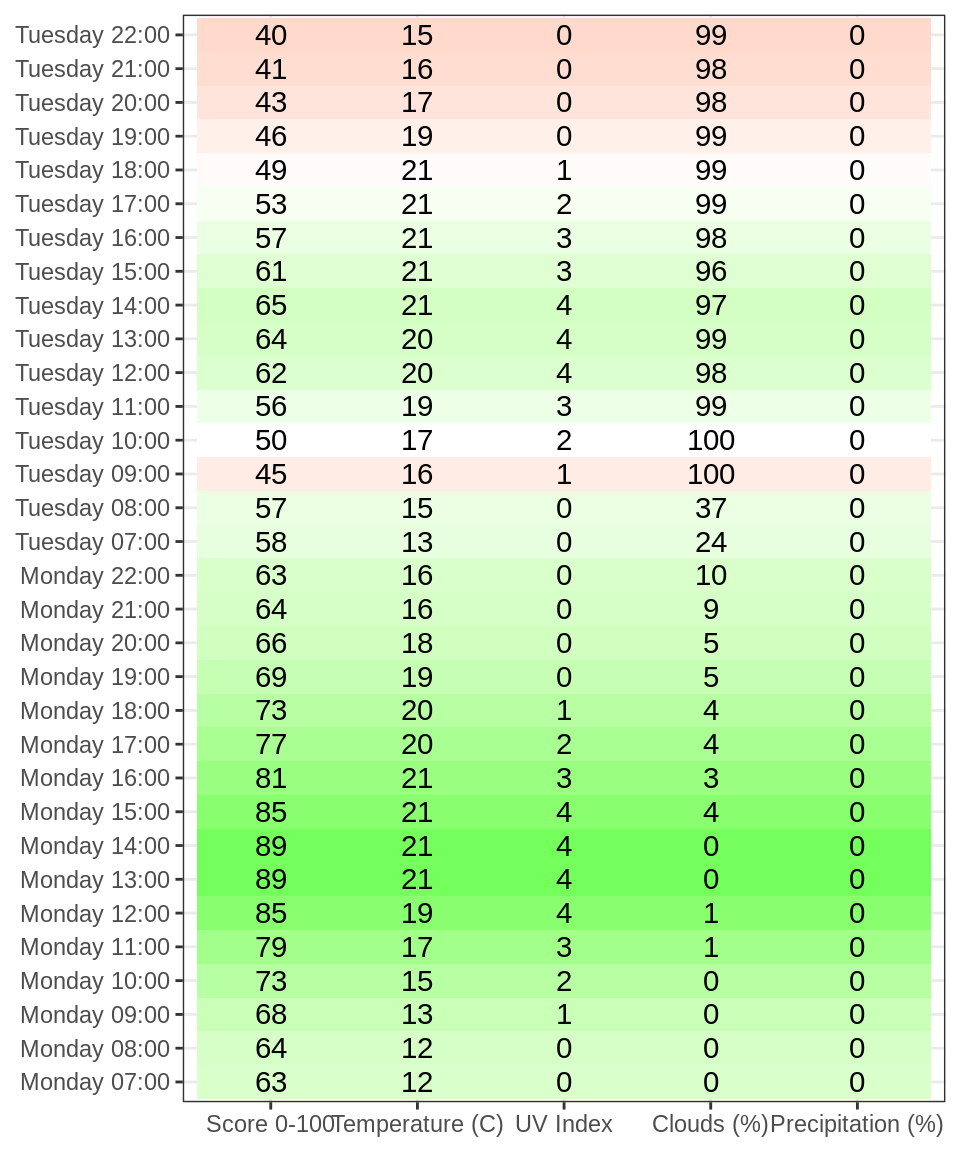 Tuesday 22:00 40 15 0 99 0
Tuesday 21:00 41 16 0 98 0
Tuesday 20:00 43 17 0 98 0
Tuesday 19:00 46 19 0 99 0
Tuesday 18:00 49 21 1 99 0
Tuesday 17:00 53 21 2 99 0
Tuesday 16:00 57 21 3 98 0
Tuesday 15:00 61 21 3 96 0
Tuesday 14:00 65 21 4 97 0
Tuesday 13:00 64 20 4 99 0
Tuesday 12:00 62 20 4 98 0
Tuesday 11:00 56 19 3 99 0
Tuesday 10:00 50 17 2 100 0
Tuesday 09:00 45 16 1 100 0
Tuesday 08:00 57 15 0 37 0
Tuesday 07:00 58 13 0 24 0
Monday 22:00 63 16 0 10 0
Monday 21:00 64 16 0 9 0
Monday 20:00 66 18 0 5 0
Monday 19:00 69 19 0 5 0
Monday 18:00 73 20 1 4 0
Monday 17:00 77 20 2 4 0
Monday 16:00 81 21 3 3 0
Monday 15:00 85 21 4 4 0
Monday 14:00 89 21 4 0 0
Monday 13:00 89 21 4 0 0
Monday 12:00 85 19 4 1 0
Monday 11:00 79 17 3 1 0
Monday 10:00 73 15 2 0 0
Monday 09:00 68 13 1 0 0
Monday 08:00 64 12 0 0 0
Monday 07:00 63 12 0 0 0
Score 0-100 Temperature (C) UV Index Clouds (%) Precipitation (%)